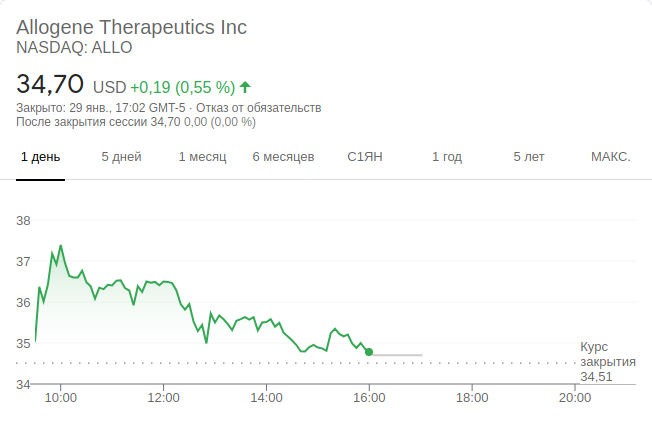 Allogene Therapeutics Inc
NASDAQ: ALLO
34,70 USD +0,19 (0,55 %)
Закрыто: 29 янв., 17:02 GMT-5 · Отказ от обязательств
После закрытия сессии 34,70 0,00 (0,00 %)
1 день 5 дней 1 месяц 6 месяцев С1ЯН 1 год 5 лет МАКС.
38
37
36
35
34
Курс
закрытия
34,51
10:00 12:00 14:00 16:00 18:00 20:00